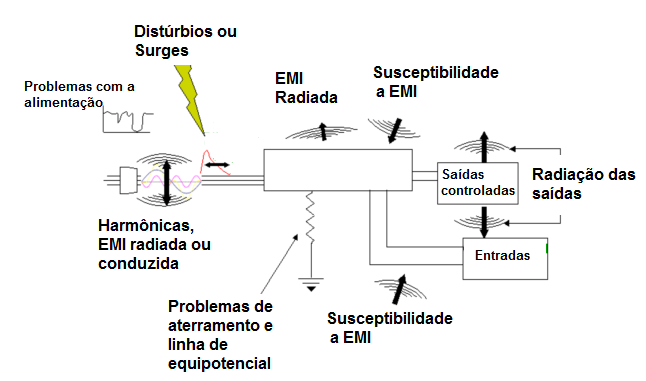 Distúrbios ou
Surges
Problemas com a
alimentação
EMI
Radiada
Susceptibilidade
a EMI
Saídas
controladas
Radiação das
saídas
Harmônicas,
EMI radiada ou
conduzida
Entradas
Problemas de
aterramento e
linha de
equipotencial
Susceptibilidade
a EMI